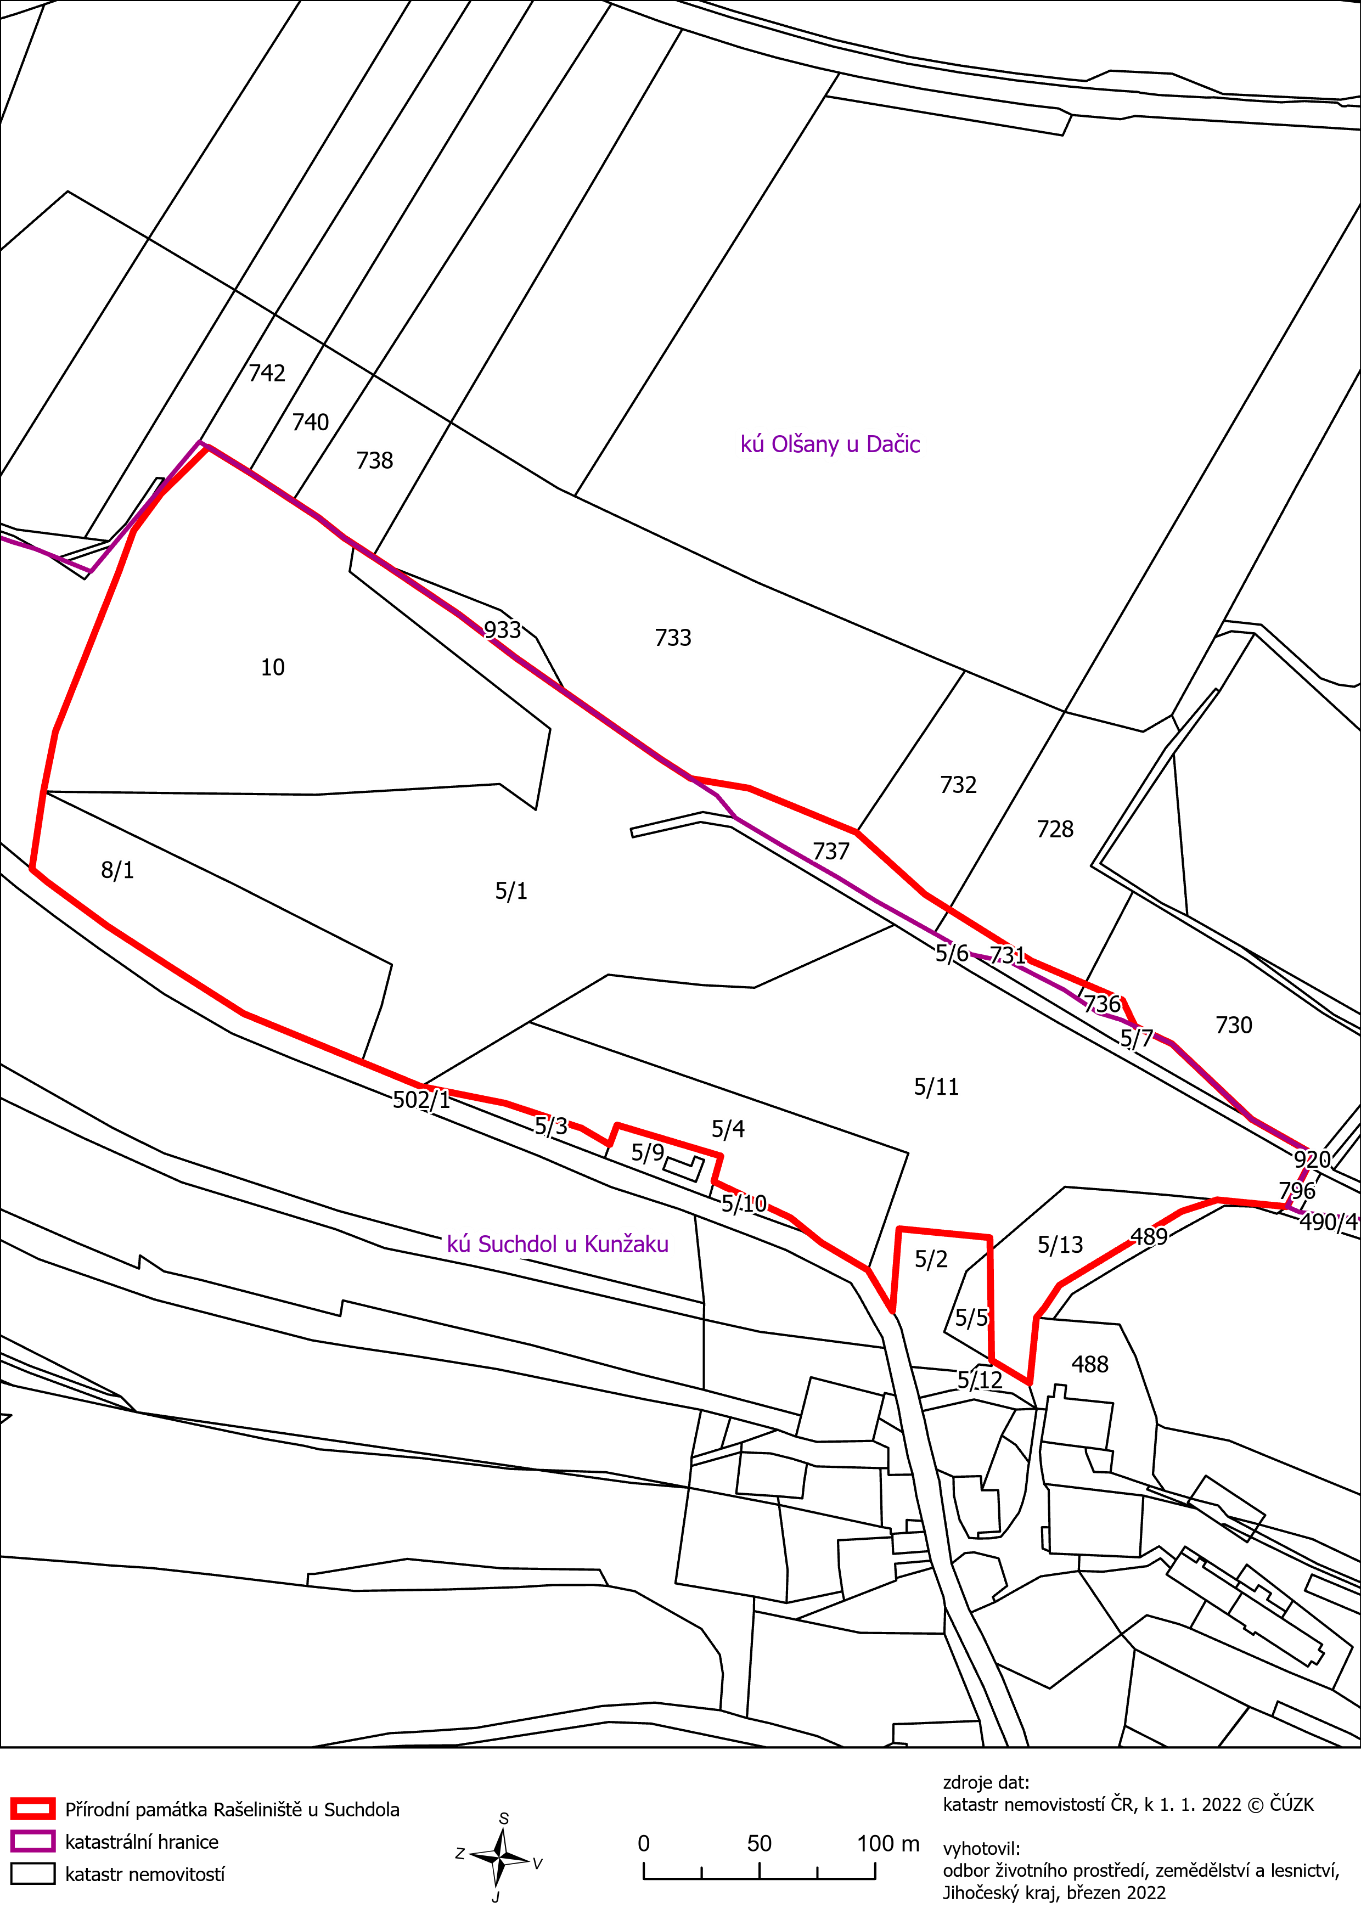 742
740
kú Olšany u Dačic
738
933
733
10
732
728
737
8/1
5/1
5/6
731
736
730
5/7
5/11
502/1
5/3
5/4
5/9
920
796
5/10
490/4
489
kú Suchdol u Kunžaku
5/13
5/2
5/5
488
5/12
Přírodní památka Rašeliniště u Suchdola
katastrální hranice
katastr nemovitostí
S
Z
V
J
0 50 100 m
zdroje dat:
katastr nemovistostí ČR, k 1. 1. 2022 © ČÚZK
vyhotovil:
odbor životního prostředí, zemědělství a lesnictví,
Jihočeský kraj, březen 2022